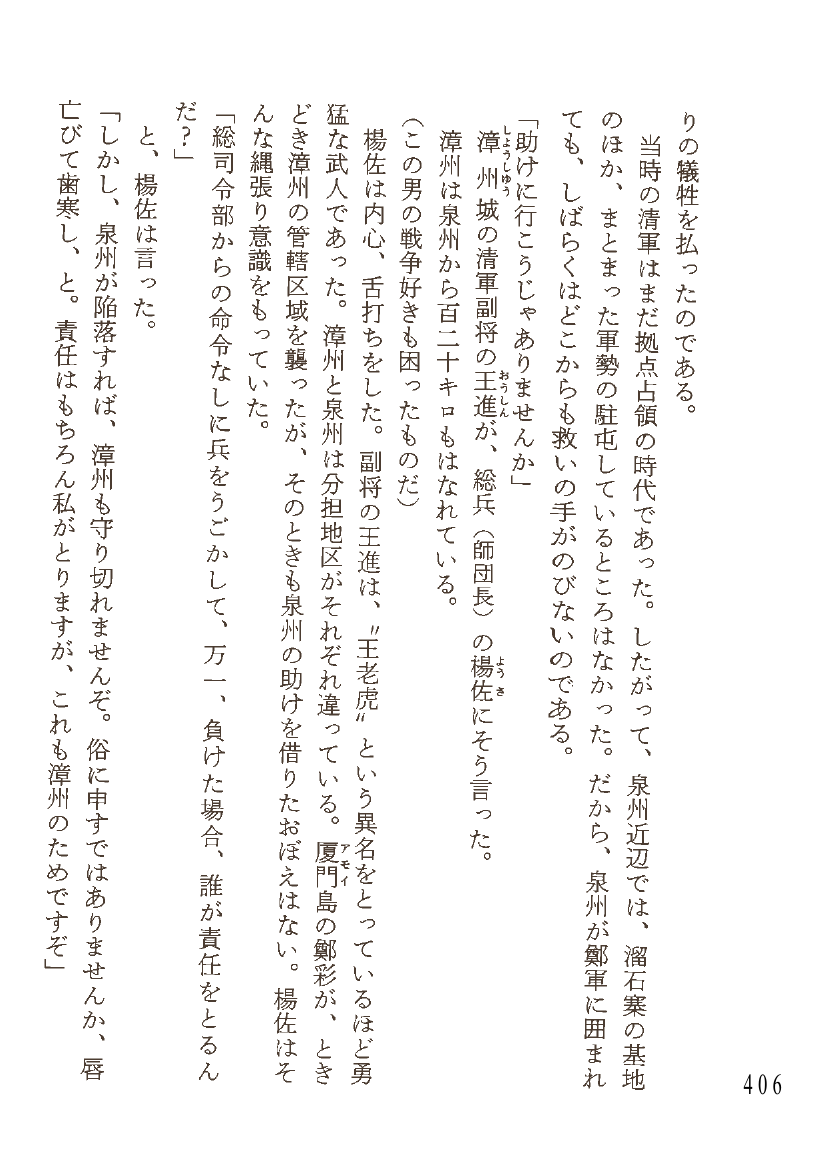 りの犠牲を払ったのである。
当時の清軍はまだ拠点占領の時代であった。したがって、泉州近辺では、溜石寨の基地
のほか、まとまった軍勢の駐屯しているところはなかった。だから、泉州が鄭軍に囲まれ
ても、しばらくはどこからも救いの手がのびないのである。
「助けに行こうじゃありませんか」
漳州城の清軍副将の王進が、総兵（師団長）の楊佐にそう言った。
しょうしゅう
おうしん
ようさ
漳州は泉州から百二十キロもはなれている。
（この男の戦争好きも困ったものだ）
楊佐は内心、舌打ちをした。副将の王進は、〝王老虎〟という異名をとっているほど勇
猛な武人であった。漳州と泉州は分担地区がそれぞれ違っている。厦門島の鄭彩が、とき
アモイ
どき漳州の管轄区域を襲ったが、そのときも泉州の助けを借りたおぼえはない。楊佐はそ
んな縄張り意識をもっていた。
「総司令部からの命令なしに兵をうごかして、万一、負けた場合、誰が責任をとるん
だ？」
と、楊佐は言った。
「しかし、泉州が陥落すれば、漳州も守り切れませんぞ。俗に申すではありませんか、唇
亡びて歯寒し、と。責任はもちろん私がとりますが、これも漳州のためですぞ」
406